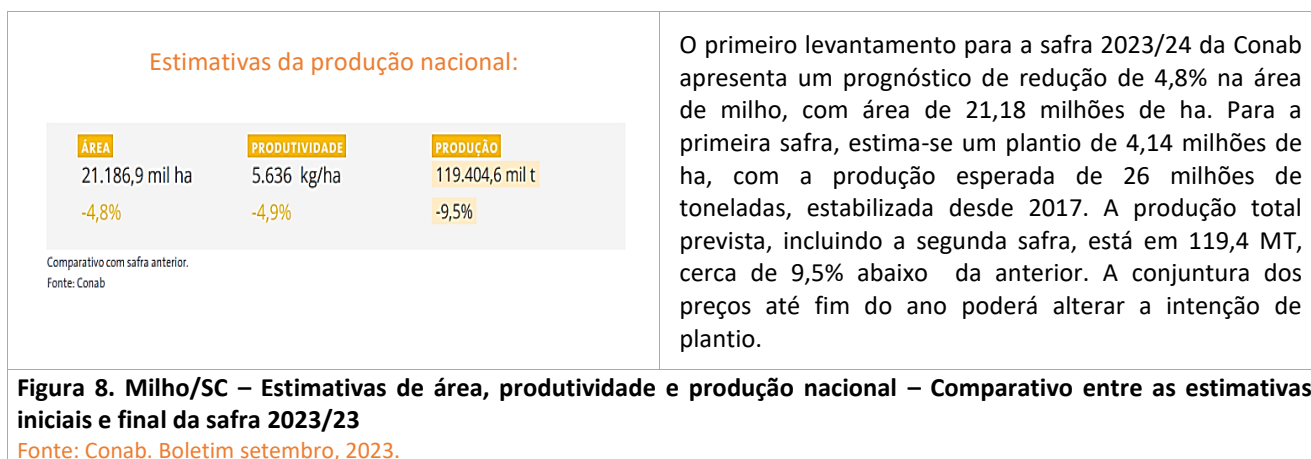 Estimativas da produção nacional:
ÁREA PRODUTIVIDADE PRODUÇÃO
21.186,9 mil ha 5.636 kg/ha 119.404,6 mil t
-4,8% -4,9% -9,5%
Comparativo com safra anterior.
Fonte: Conab
O primeiro levantamento para a safra 2023/24 da Conab
apresenta um prognóstico de redução de 4,8% na área
de milho, com área de 21,18 milhões de ha. Para a
primeira safra, estima-se um plantio de 4,14 milhões de
ha, com a produção esperada de 26 milhões de
toneladas, estabilizada desde 2017. A produção total
prevista, incluindo a segunda safra, está em 119,4 MT,
cerca de 9,5% abaixo da anterior. A conjuntura dos
preços até fim do ano poderá alterar a intenção de
plantio.
Figura 8. Milho/SC – Estimativas de área, produtividade e produção nacional – Comparativo entre as estimativas
iniciais e final da safra 2023/23
Fonte: Conab. Boletim setembro, 2023.